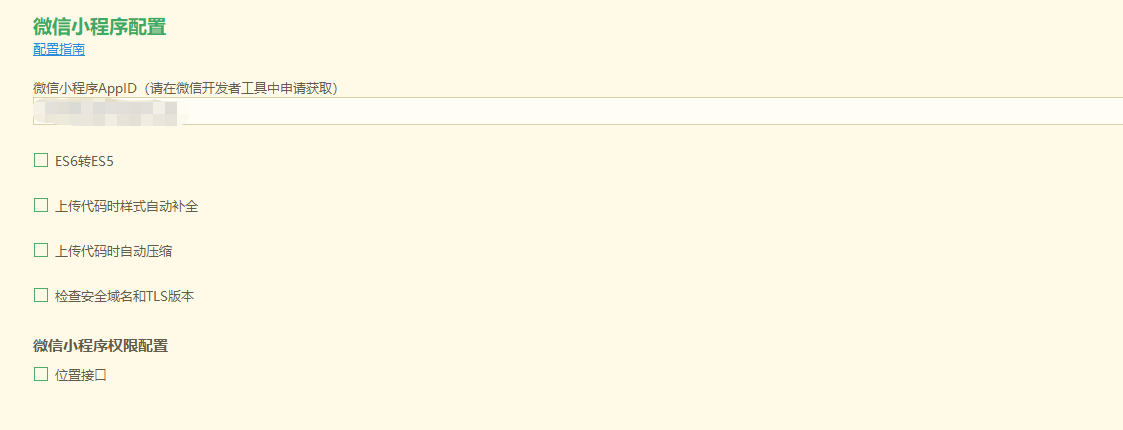 微信小程序配置
配置指南
微信小程序AppID（请在微信开发者工具中申请获取）
ES6转ES5
上传代码时样式自动补全
上传代码时自动压缩
检查安全域名和TLS版本
微信小程序权限配置
位置接口